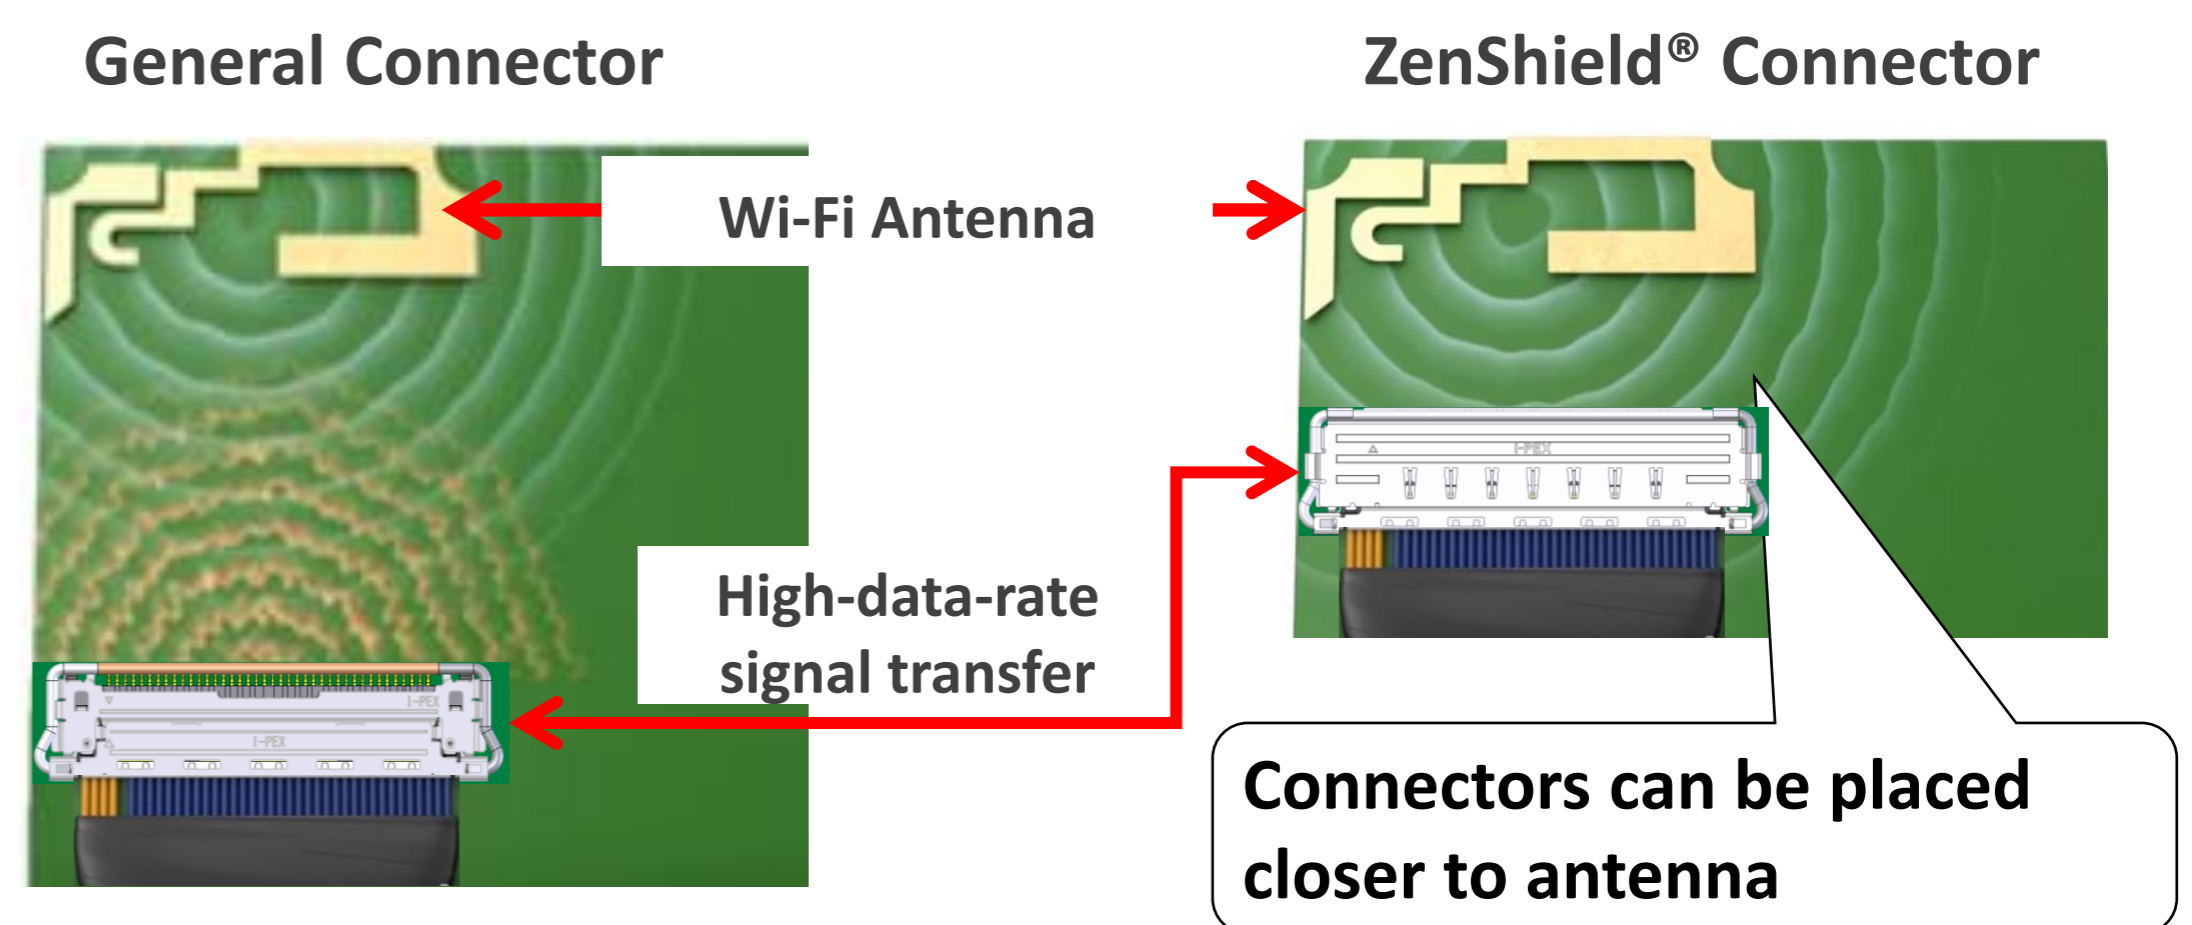 General Connector
ZenShield® Connector
Wi-Fi Antenna
High-data-rate
signal transfer
I-PEX
I-PEX
I-PEX
Connectors can be placed
closer to antenna